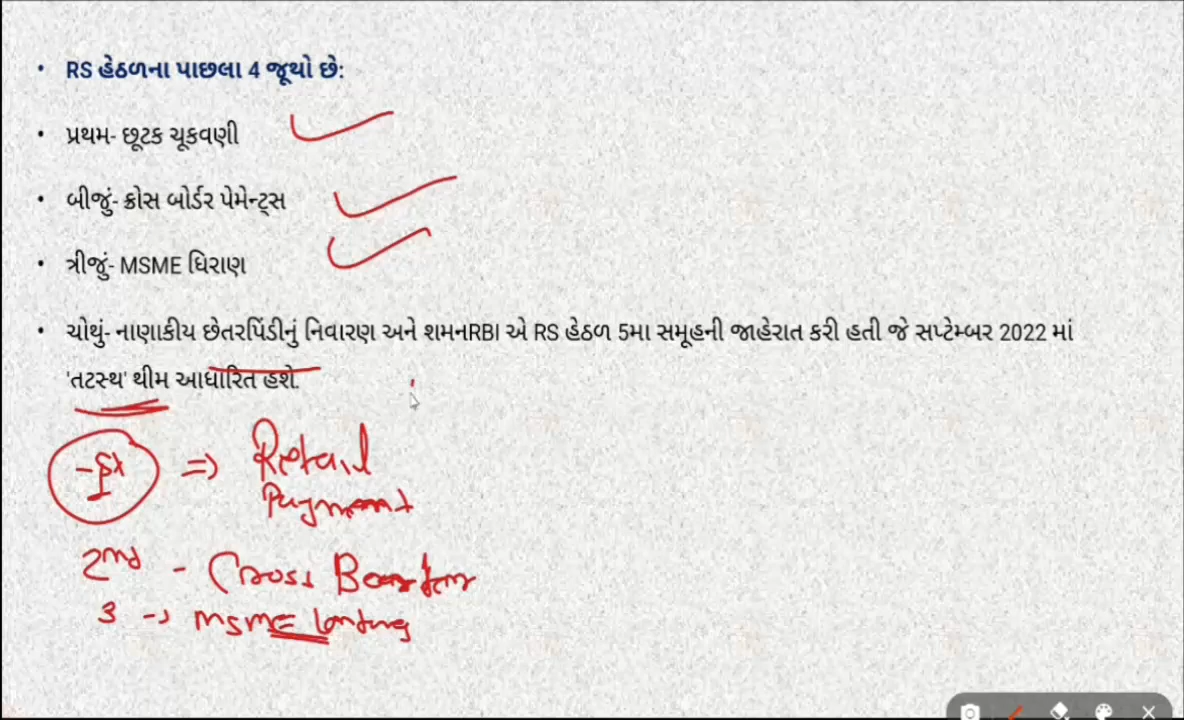 • RS હેઠળના પાછલા 4 જૂથો છે:
• પ્રથમ- છૂટક ચૂકવણી
• બીજું- ક્રોસ બોર્ડર પેમેન્ટ્સ
• ત્રીજું- MSME ધિરાણ
• ચોથું- નાણાકીય છેતરપિંડીનું નિવારણ અને શમનRBI એ RS હેઠળ 5મા સમૂહની જાહેરાત કરી હતી જે સપ્ટેમ્બર 2022 માં
'તટસ્થ' થીમ આધારિત હશે.
⇒ Retail
Payment
2nd - Cross Border
3 → MSME